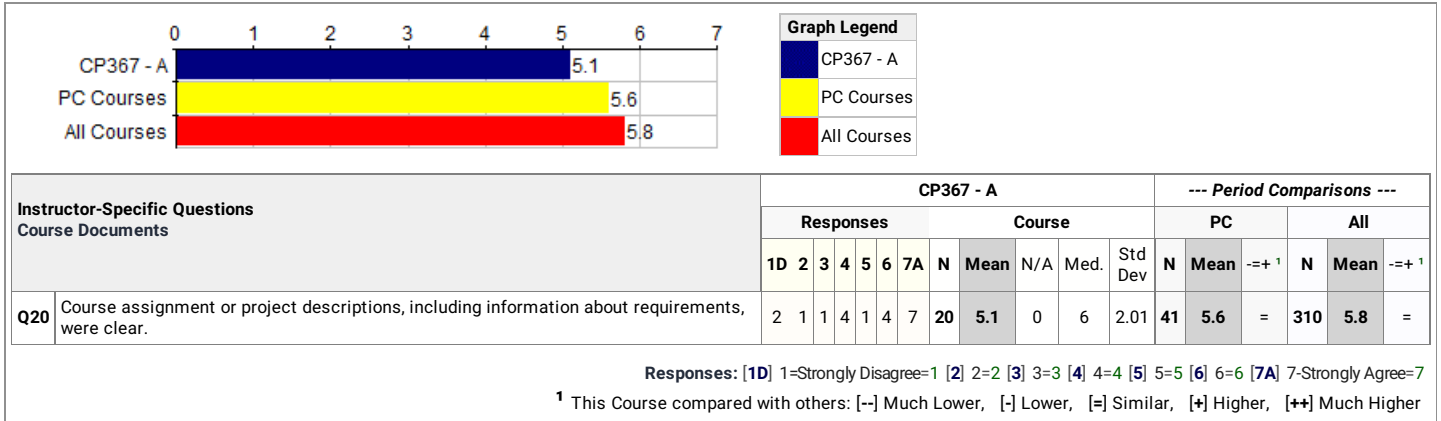 0 1 2 3 4 5 6 7
CP367 - A 5.1
PC Courses 5.6
All Courses 5.8
Graph Legend
CP367 - A
PC Courses
All Courses
Instructor-Specific Questions
Course Documents
CP367 - A --- Period Comparisons ---
Responses Course PC All
1D 2 3 4 5 6 7A N Mean N/A Med. Std Dev N Mean -=+ ¹ N Mean -=+ ¹
Q20 Course assignment or project descriptions, including information about requirements, were clear. 2 1 1 4 1 4 7 20 5.1 0 6 2.01 41 5.6 = 310 5.8 =
Responses: [1D] 1=Strongly Disagree=1 [2] 2=2 [3] 3=3 [4] 4=4 [5] 5=5 [6] 6=6 [7A] 7-Strongly Agree=7
¹ This Course compared with others: [--] Much Lower, [-] Lower, [=] Similar, [+] Higher, [++] Much Higher